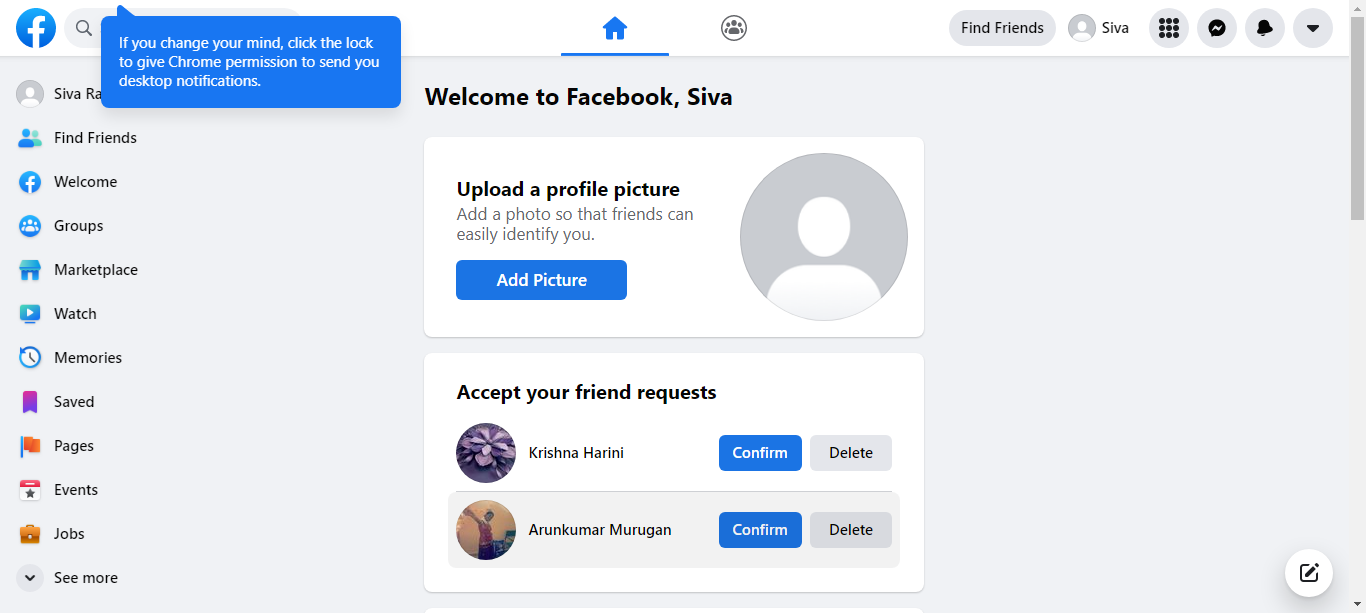 Find Friends
Siva
If you change your mind, click the lock
to give Chrome permission to send you
desktop notifications.
Siva
Find Friends
Welcome
Groups
Marketplace
Watch
Memories
Saved
Pages
Events
Jobs
See more
Welcome to Facebook, Siva
Upload a profile picture
Add a photo so that friends can
easily identify you.
Add Picture
Accept your friend requests
Krishna Harini Confirm Delete
Arunkumar Murugan Confirm Delete